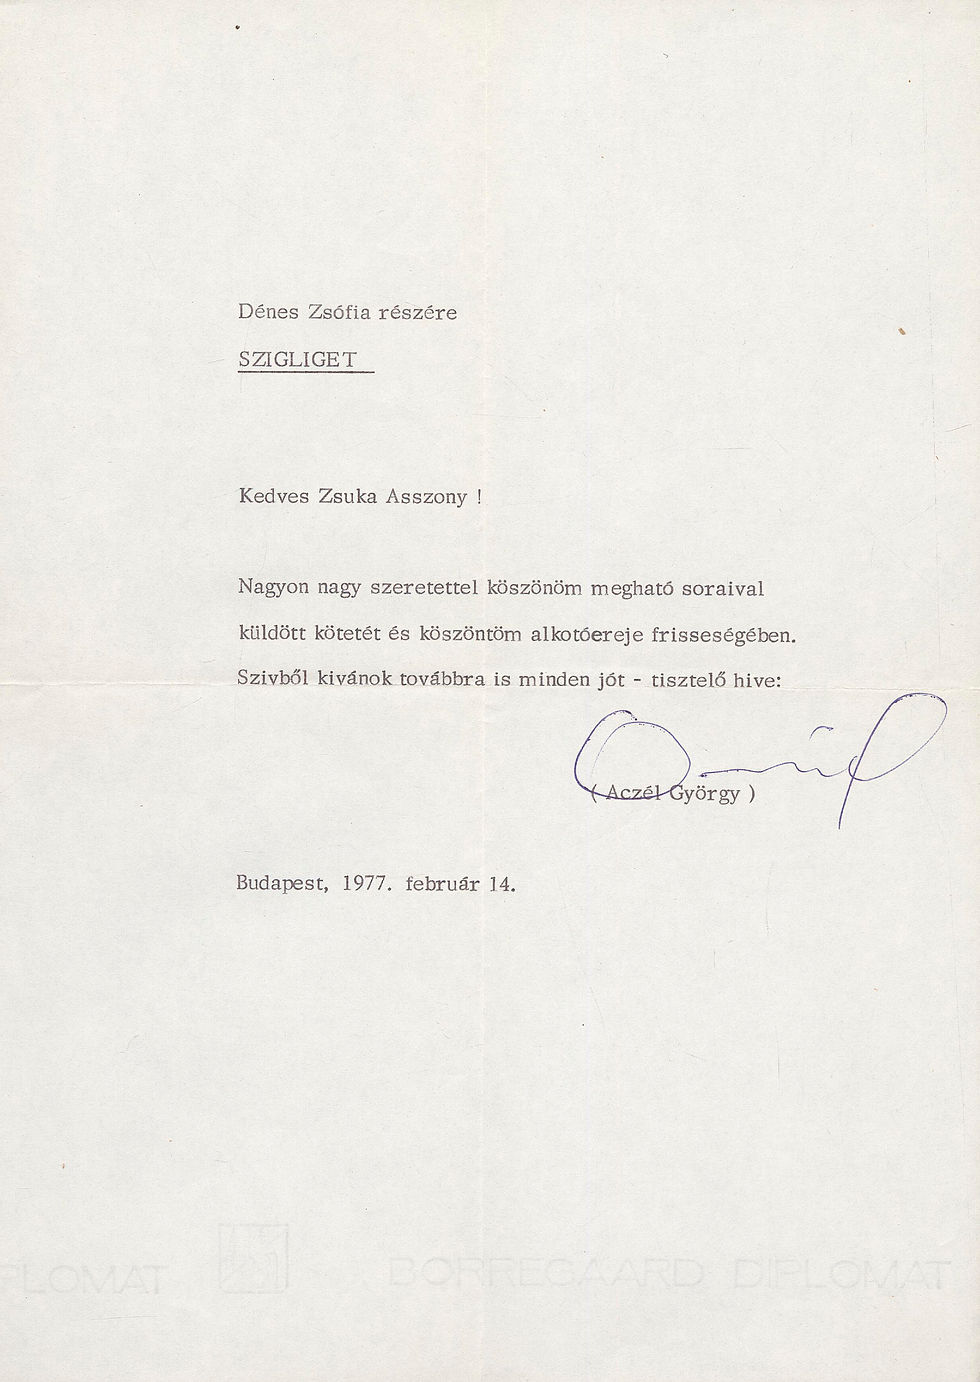 Dénes Zsófia részére
SZIGLIGET
Kedves Zsuka Asszony !
Nagyon nagy szeretettel köszönöm megható soraival
küldött kötetét és köszöntöm alkotóereje frisseségében.
Szivből kivánok továbbra is minden jót - tisztelő hive:
( Aczél György )
Budapest, 1977. február 14.
PLOMAT BORREGAARD DIPLOMAT